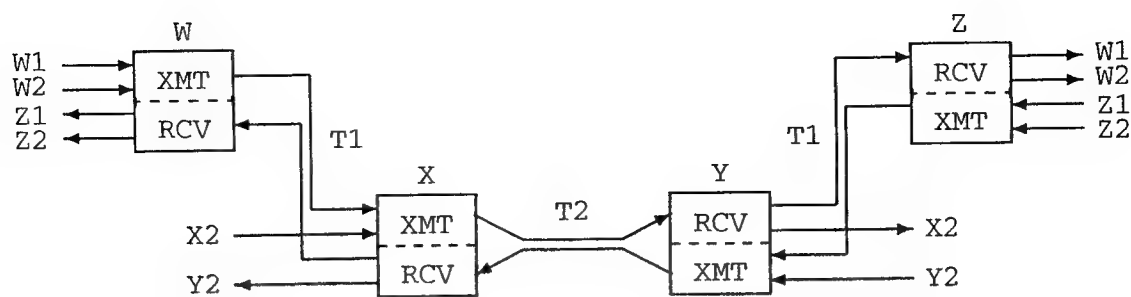 W
Z
W1
W2
Z1
Z2
XMT
RCV
T1
T1
RCV
XMT
W1
W2
Z1
Z2
X
Y
T2
X2
Y2
XMT
RCV
RCV
XMT
X2
Y2